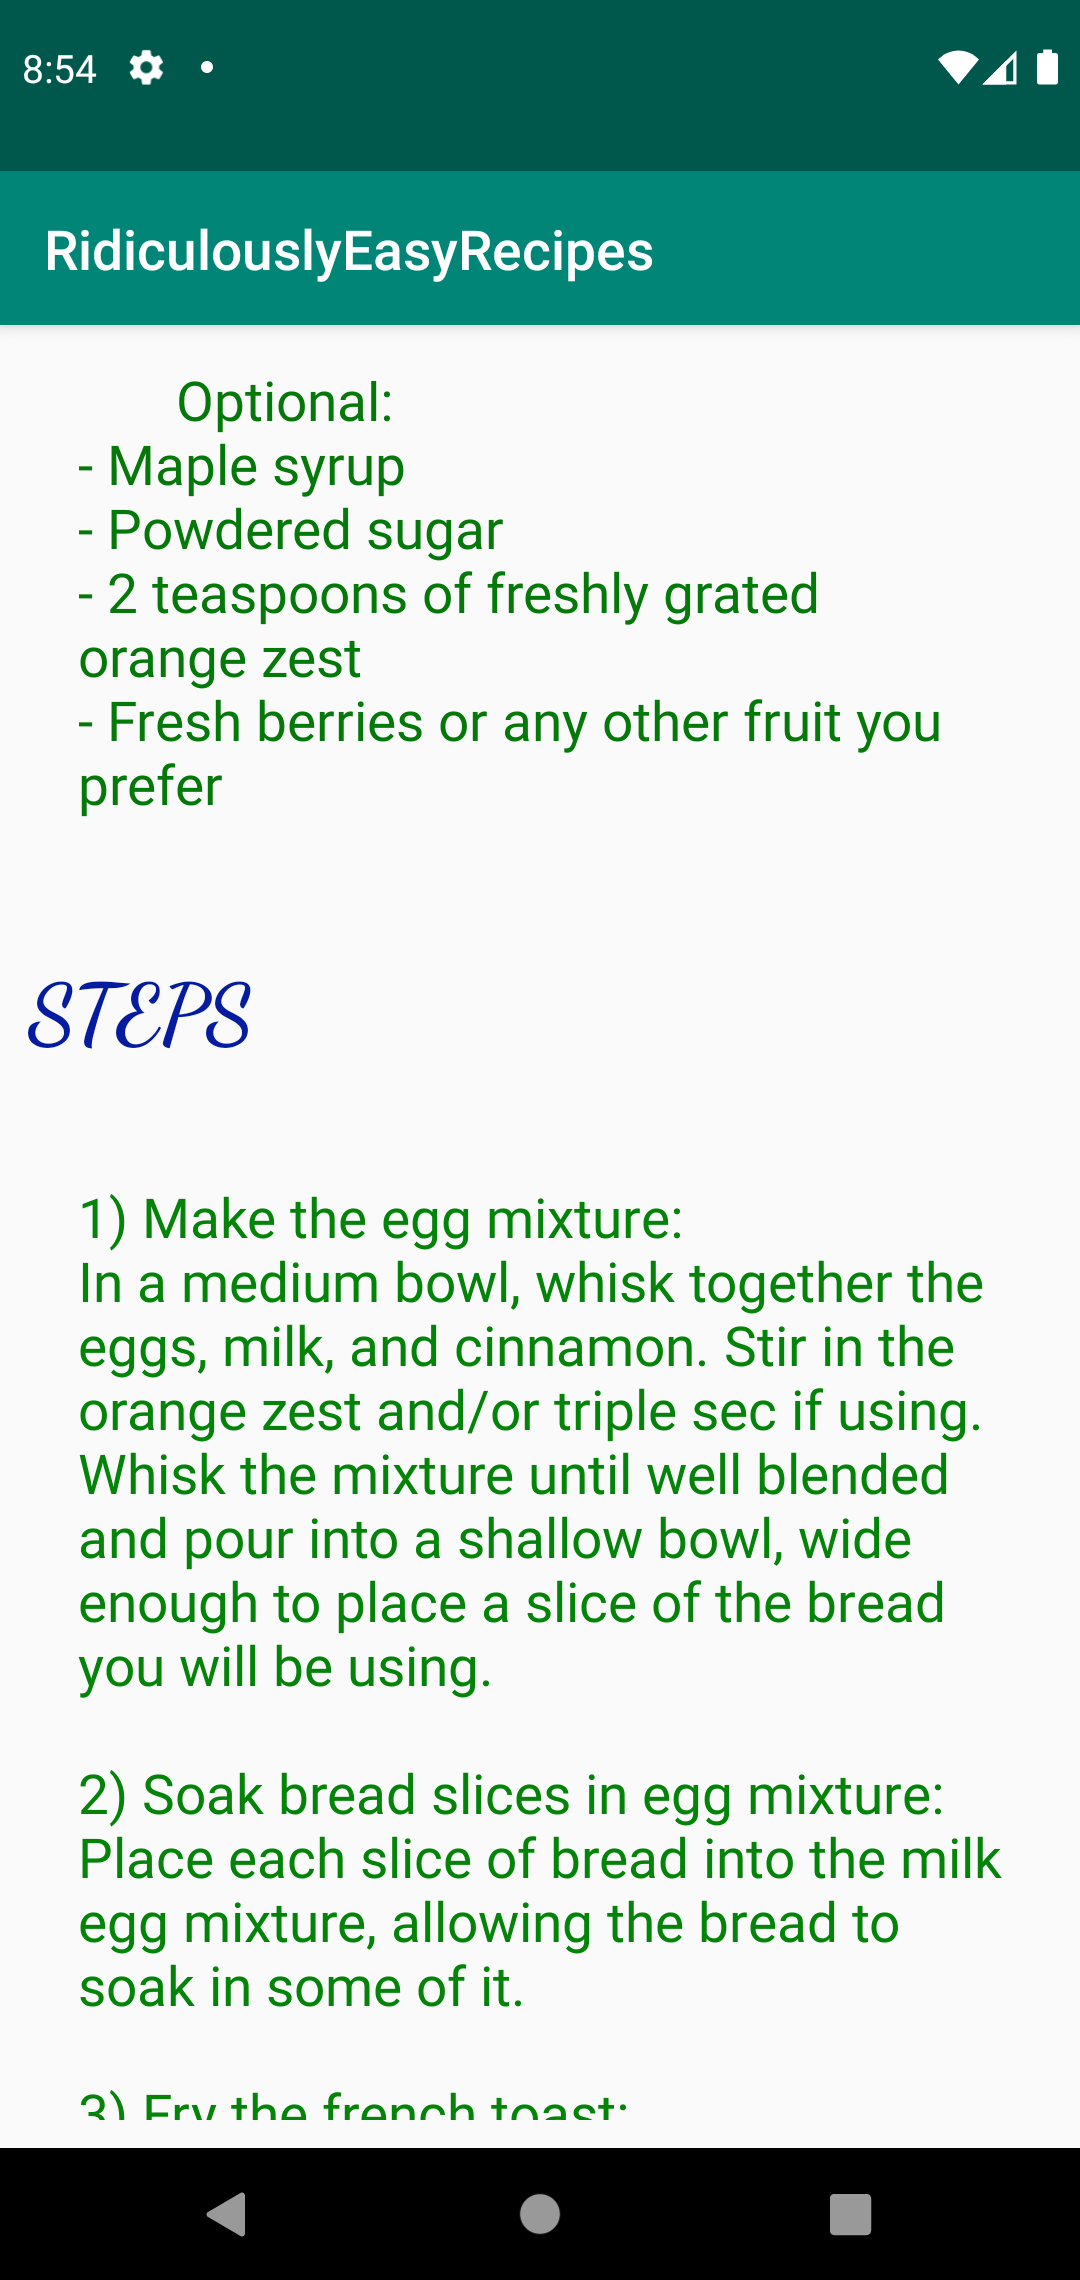 8:54
RidiculouslyEasyRecipes
Optional:
- Maple syrup
- Powdered sugar
- 2 teaspoons of freshly grated
orange zest
- Fresh berries or any other fruit you
prefer
STEPS
1) Make the egg mixture:
In a medium bowl, whisk together the
eggs, milk, and cinnamon. Stir in the
orange zest and/or triple sec if using.
Whisk the mixture until well blended
and pour into a shallow bowl, wide
enough to place a slice of the bread
you will be using.
2) Soak bread slices in egg mixture:
Place each slice of bread into the milk
egg mixture, allowing the bread to
soak in some of it.
3) Fry the french toast: